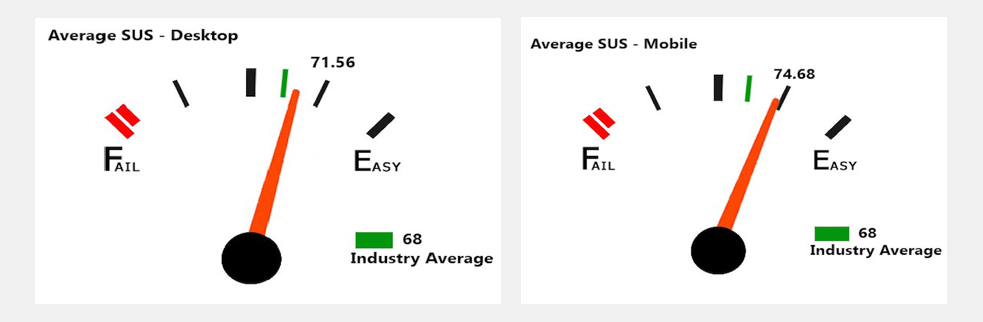 Average SUS - Desktop
71.56
FAIL
EASY
68
Industry Average
Average SUS - Mobile
74.68
FAIL
EASY
68
Industry Average